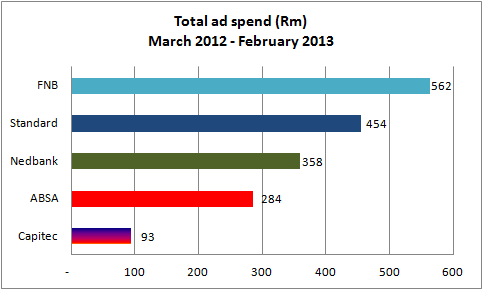 Total ad spend (Rm)
March 2012 - February 2013
FNB 562
Standard 454
Nedbank 358
ABSA 284
Capitec 93
- 100 200 300 400 500 600